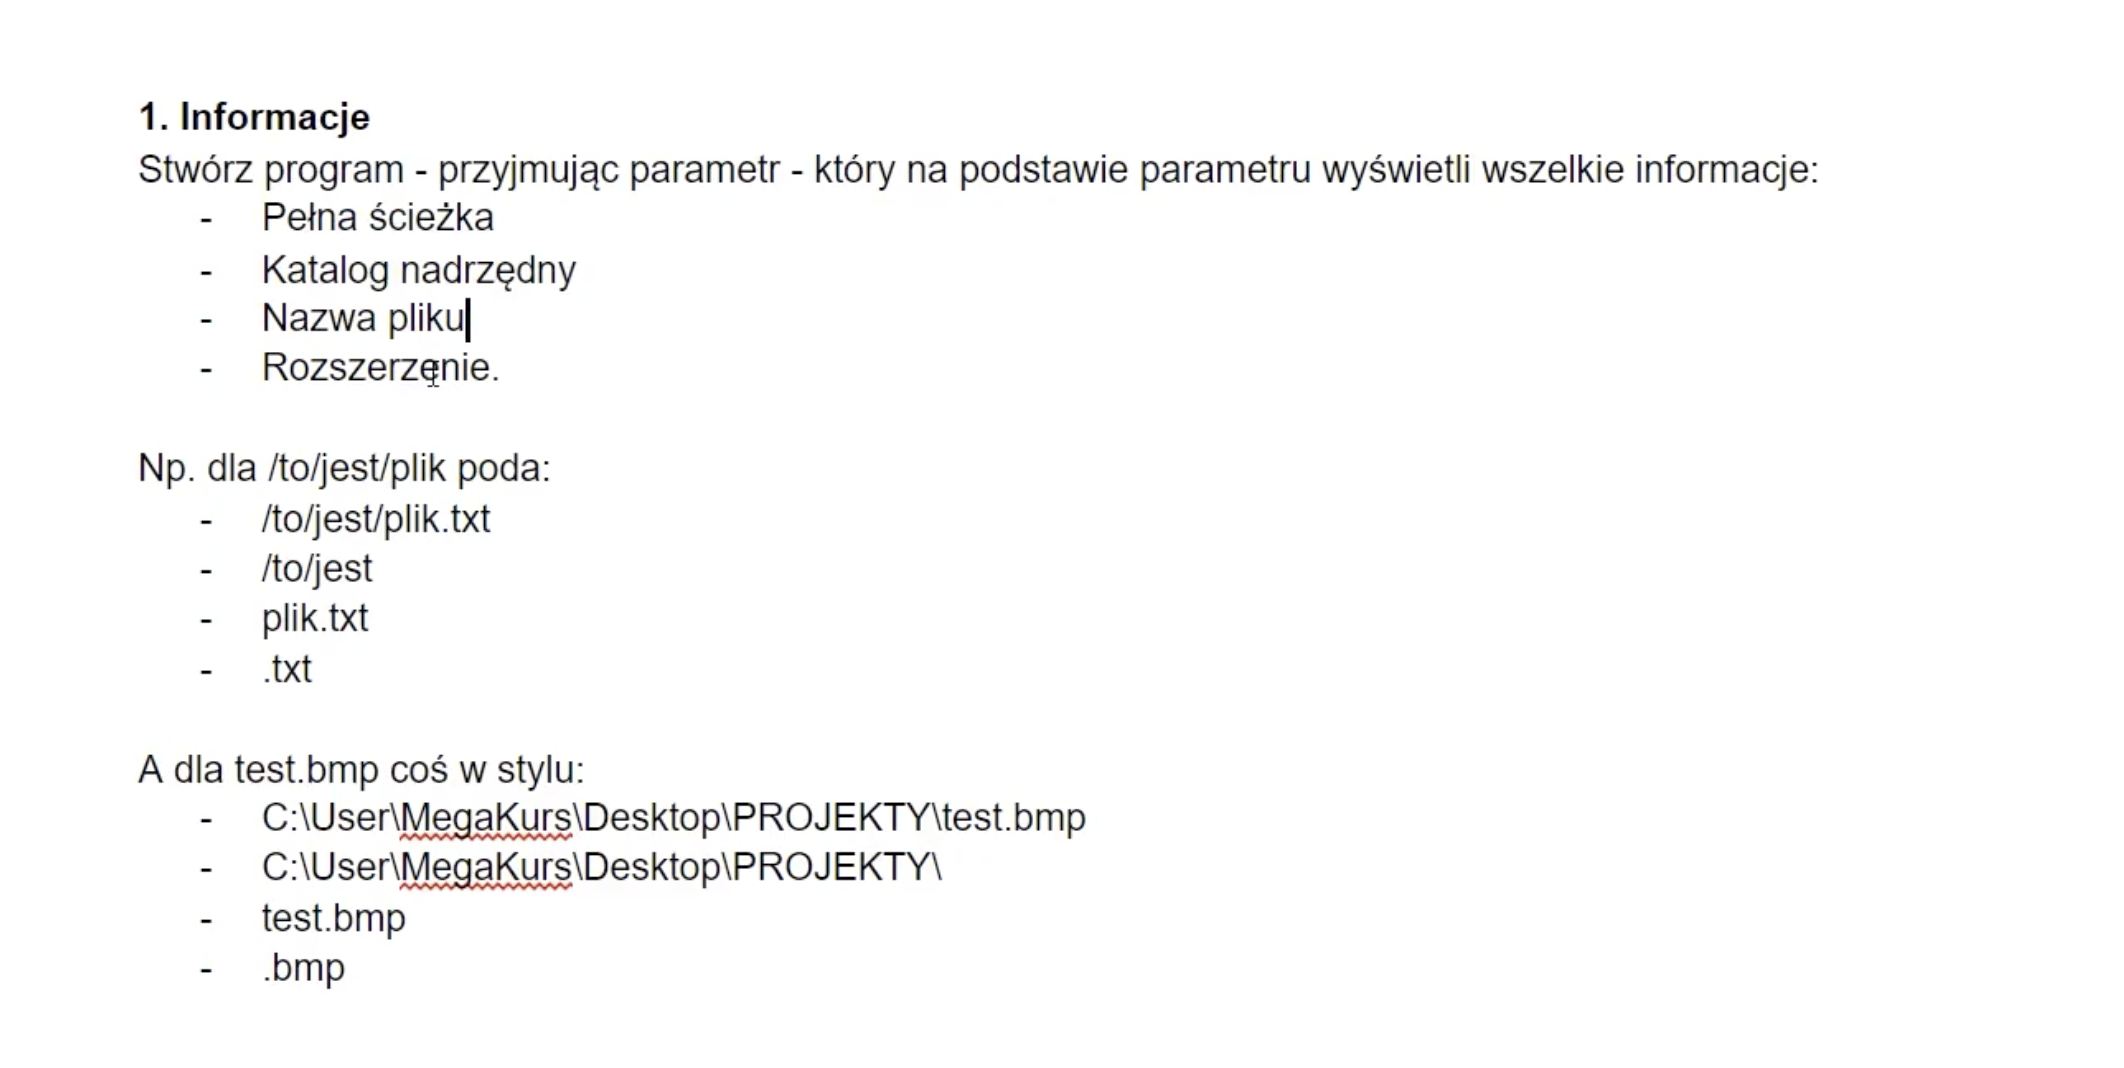 1. Informacje
Stwórz program - przyjmując parametr - który na podstawie parametru wyświetli wszelkie informacje:
- Pełna ścieżka
- Katalog nadrzędny
- Nazwa pliku
- Rozszerzenie.
Np. dla /to/jest/plik poda:
- /to/jest/plik.txt
- /to/jest
- plik.txt
- .txt
A dla test.bmp coś w stylu:
- C:\User\MegaKurs\Desktop\PROJEKTY\test.bmp
- C:\User\MegaKurs\Desktop\PROJEKTY\
- test.bmp
- .bmp